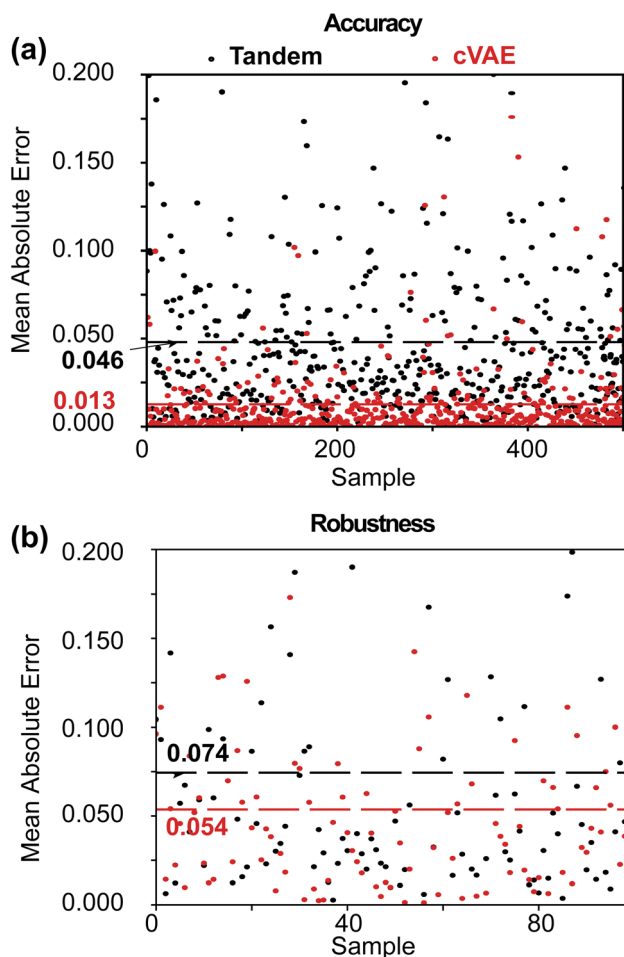 Accuracy
(a)
Tandem cVAE
0.200
0.150
0.100
0.050
0.046
0.013
0.000
Mean Absolute Error
0 200 400
Sample
Robustness
(b)
0.200
0.150
0.100
0.074
0.050
0.054
0.000
Mean Absolute Error
0 40 80
Sample